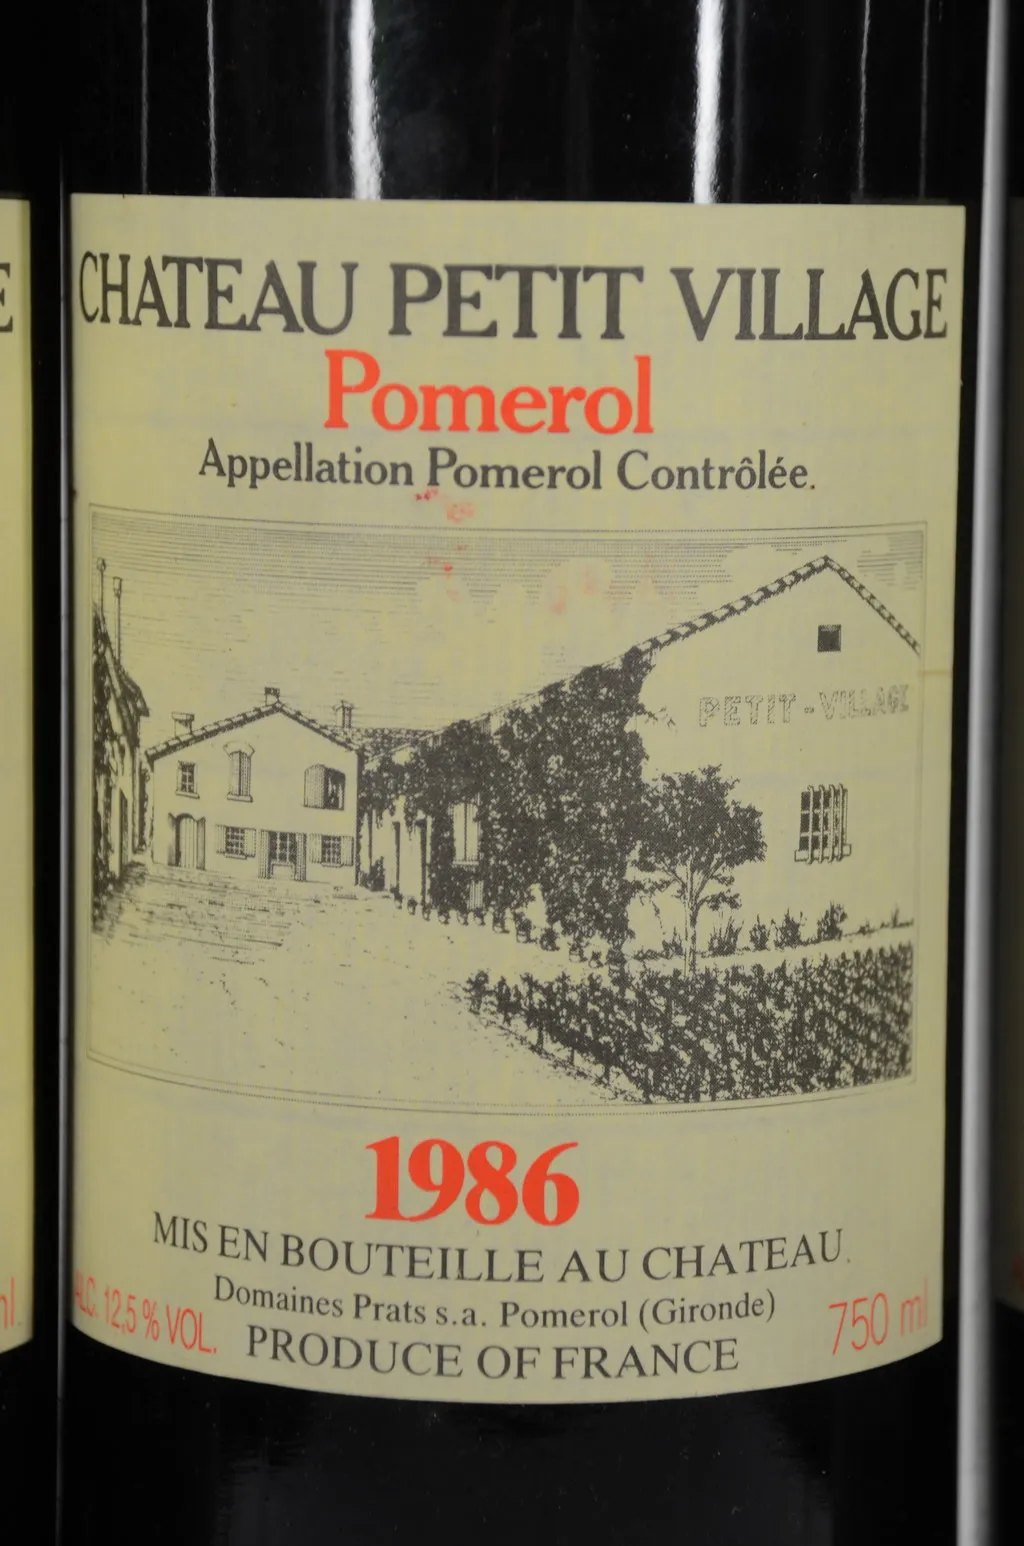 CHATEAU PETIT VILLAGE
Pomerol
Appellation Pomerol Contrôlée.
PETIT-VILLAGE
1986
MIS EN BOUTEILLE AU CHATEAU.
Domaines Prats s.a. Pomerol (Gironde)
ALC. 12,5 % VOL.
PRODUCE OF FRANCE
750 ml